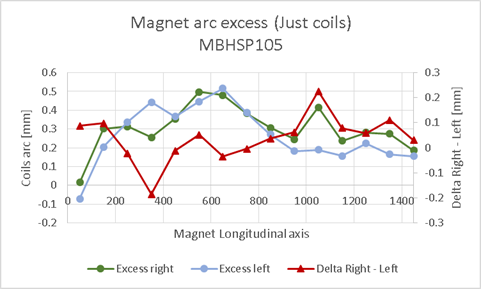 Magnet arc excess (Just coils)
MBHSP105
Coils arc [mm]
0.6
0.5
0.4
0.3
0.2
0.1
0
-0.1
-0.2
0.3
0.2
0.1
0
-0.1
-0.2
-0.3
Delta Right - Left [mm]
0 200 400 600 800 1000 1200 1400
Magnet Longitudinal axis
Excess right Excess left Delta Right - Left